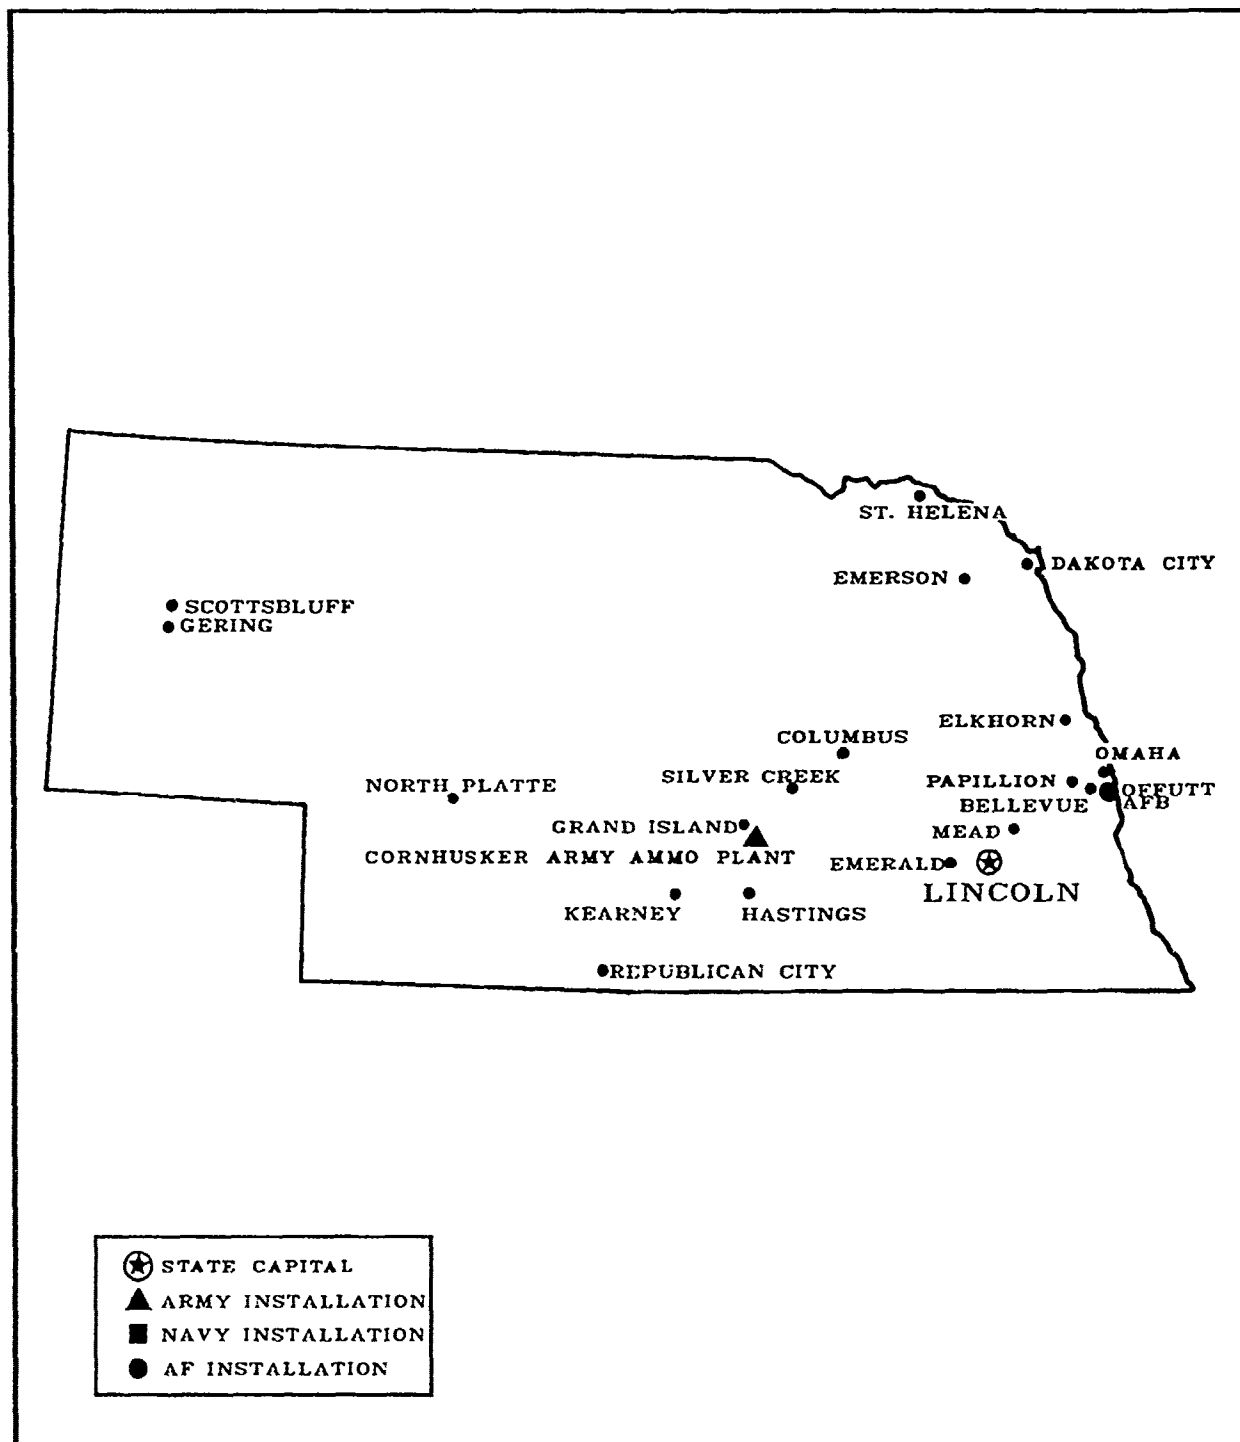 ST. HELENA
DAKOTA CITY
EMERSON
SCOTTSBLUFF
GERING
ELKHORN
COLUMBUS
OMAHA
NORTH PLATTE
SILVER CREEK
PAPILLION
OFFUTT
AFB
BELLEVUE
GRAND ISLAND
MEAD
CORNHUSKER ARMY AMMO PLANT
EMERALD
LINCOLN
KEARNEY
HASTINGS
REPUBLICAN CITY
STATE CAPITAL
ARMY INSTALLATION
NAVY INSTALLATION
AF INSTALLATION